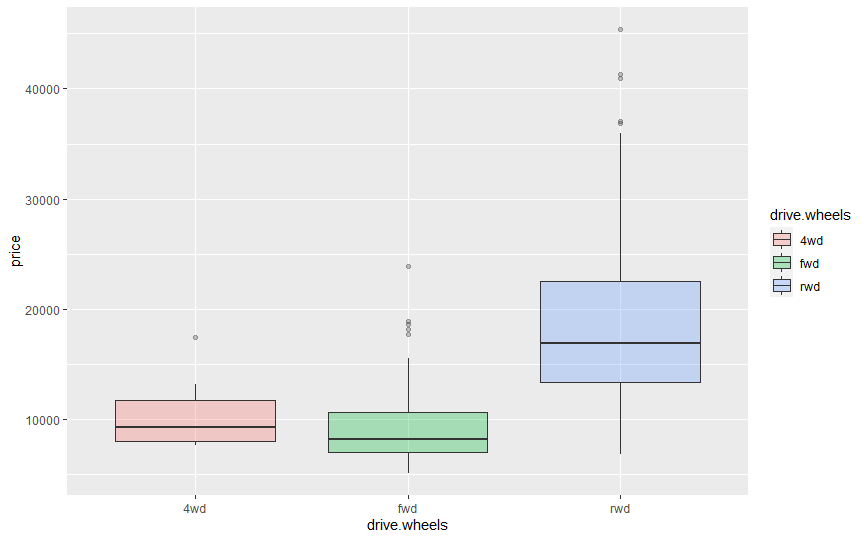 price
40000
30000
20000
10000
4wd
fwd
rwd
drive.wheels
drive.wheels
4wd
fwd
rwd